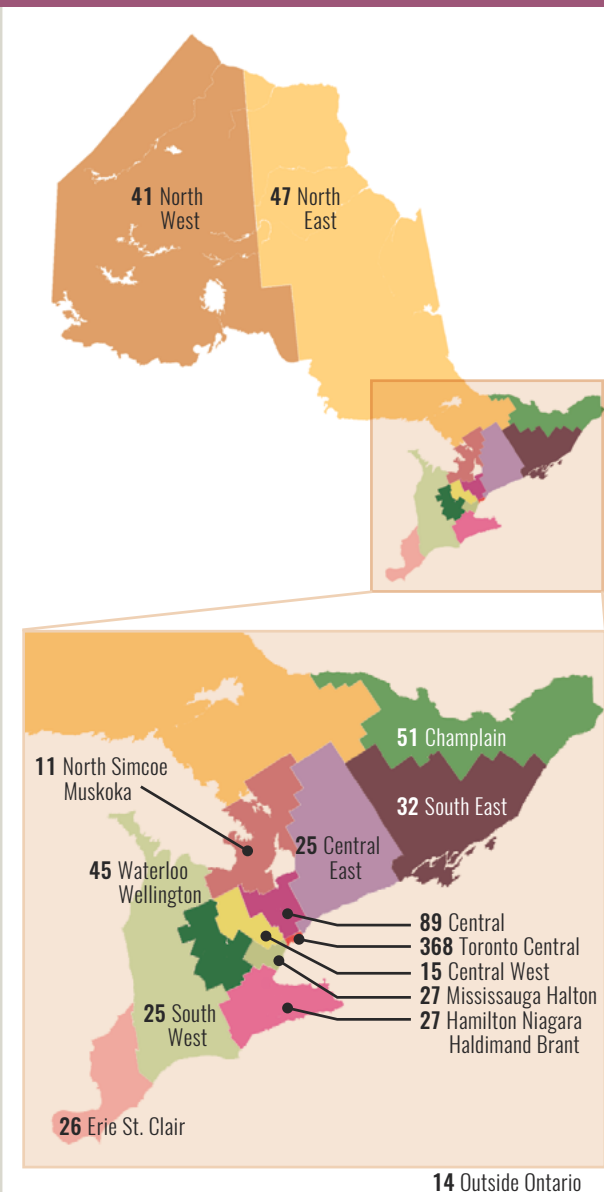 41 North
West
47 North
East
51 Champlain
11 North Simcoe
Muskoka
32 South East
25 Central
East
45 Waterloo
Wellington
89 Central
368 Toronto Central
15 Central West
27 Mississauga Halton
27 Hamilton Niagara
Haldimand Brant
25 South
West
26 Erie St. Clair
14 Outside Ontario